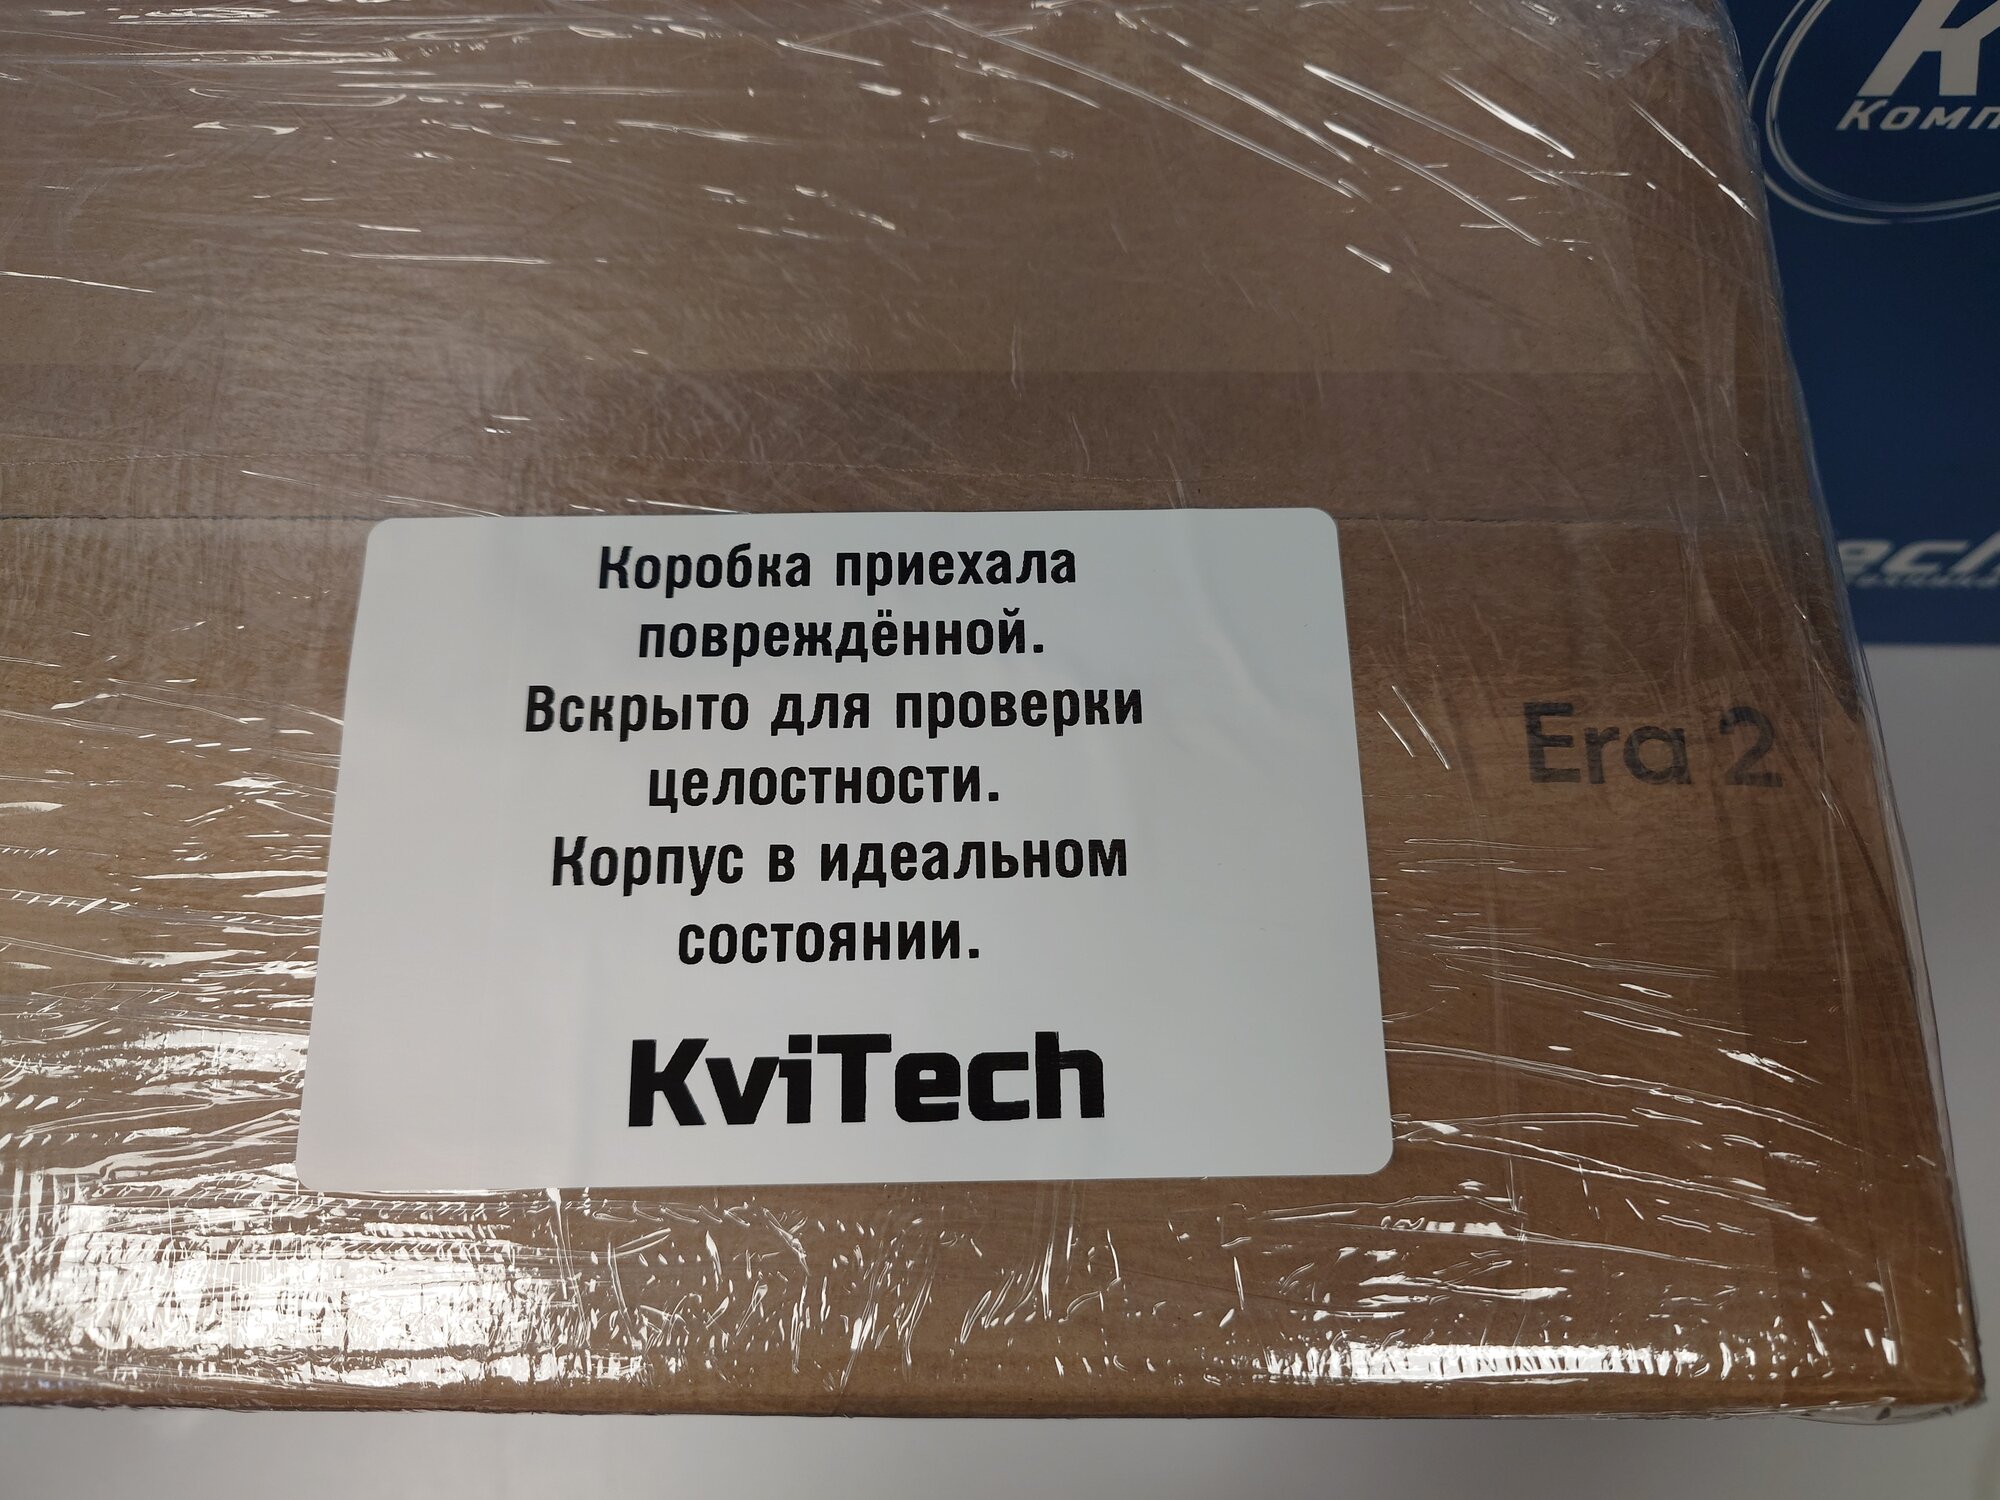 Коробка приехала
повреждённой.
Вскрыто для проверки
целостности.
Корпус в идеальном
состоянии.
KviTech
Era 2